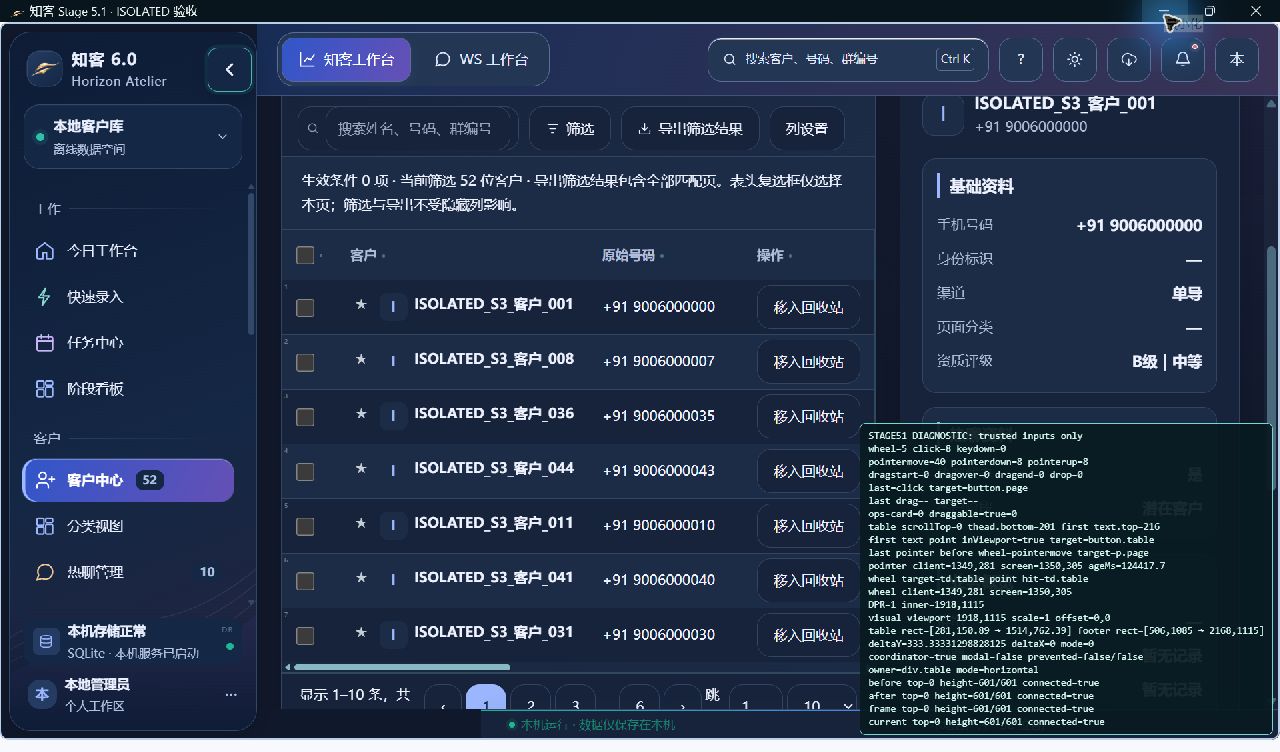 知客 Stage 5.1 · ISOLATED 验收
知客 6.0
Horizon Atelier
知客工作台
WS 工作台
搜索客户、号码、群编号
Ctrl K
?
本
本地客户库
离线数据空间
工作
今日工作台
快速录入
任务中心
阶段看板
客户
客户中心 52
分类视图
热聊管理 10
本机存储正常
SQLite · 本机服务已启动
本
本地管理员
个人工作区
搜索姓名、号码、群编号
筛选
导出筛选结果
列设置
生效条件 0 项 · 当前筛选 52 位客户 · 导出筛选结果包含全部匹配页。表头复选框仅选择
本页；筛选与导出不受隐藏列影响。
客户 原始号码 操作
1 ★ I ISOLATED_S3_客户_001 +91 9006000000 移入回收站
2 ★ I ISOLATED_S3_客户_008 +91 9006000007 移入回收站
★ I ISOLATED_S3_客户_036 +91 9006000035 移入回收站
4 ★ I ISOLATED_S3_客户_044 +91 9006000043 移入回收站
5 ★ I ISOLATED_S3_客户_011 +91 9006000010 移入回收站
★ I ISOLATED_S3_客户_041 +91 9006000040 移入回收站
7 ★ I ISOLATED_S3_客户_031 +91 9006000030 移入回收站
显示 1–10 条，共 ‹ 1 2 3 6 › 跳 1 10
本机运行 · 数据仅保存在本机
I
ISOLATED_S3_客户_001
+91 9006000000
基础资料
手机号码 +91 9006000000
身份标识 —
渠道 单导
页面分类 —
资质评级 B级 | 中等
是
潜在客户
暂无记录
暂无记录
STAGE51 DIAGNOSTIC: trusted inputs only
wheel=5 click=8 keydown=0
pointermove=40 pointerdown=8 pointerup=8
dragstart=0 dragover=0 dragend=0 drop=0
last=click target=button.page
last drag=- target=-
ops-card=0 draggable=true=0
table scrollTop=0 thead.bottom=201 first text.top=216
first text point inViewport=true target=button.table
last pointer before wheel=pointermove target=p.page
pointer client=1349,281 screen=1350,305 ageMs=124417.7
wheel target=td.table point hit=td.table
wheel client=1349,281 screen=1350,305
DPR=1 inner=1918,1115
visual viewport 1918,1115 scale=1 offset=0,0
table rect=[281,150.89 → 1514,762.39] footer rect=[506,1085 → 2168,1115]
deltaY=333.33331298828125 deltaX=0 mode=0
coordinator=true modal=false prevented=false/false
owner=div.table mode=horizontal
before top=0 height=601/601 connected=true
after top=0 height=601/601 connected=true
frame top=0 height=601/601 connected=true
current top=0 height=601/601 connected=true